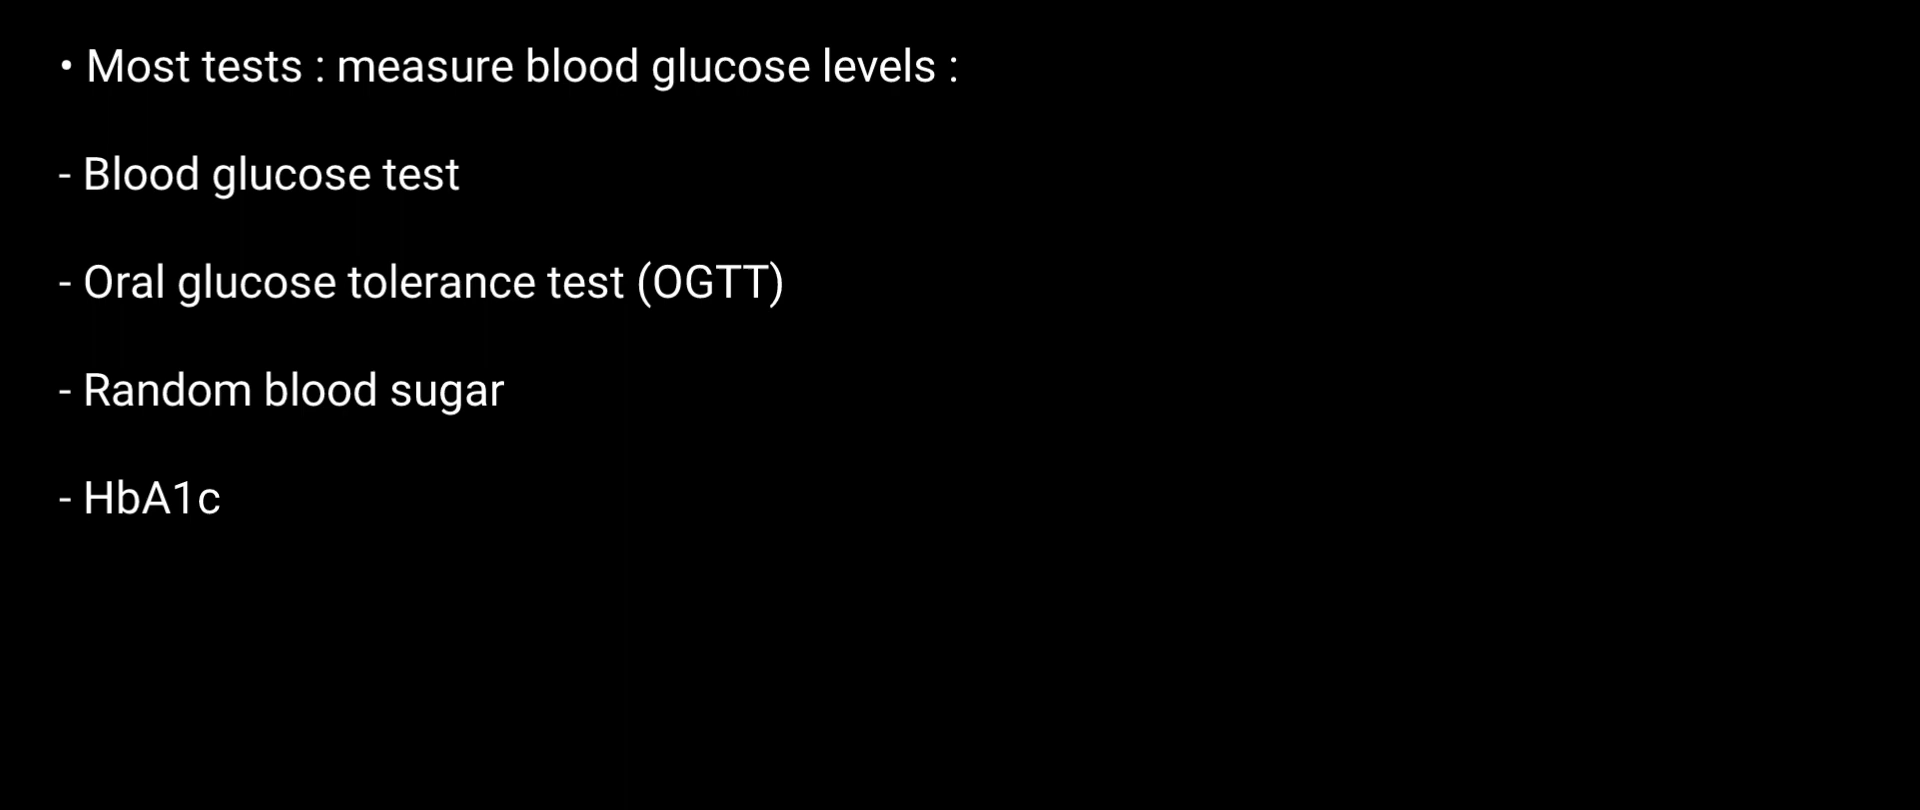 • Most tests : measure blood glucose levels :
- Blood glucose test
- Oral glucose tolerance test (OGTT)
- Random blood sugar
- HbA1c